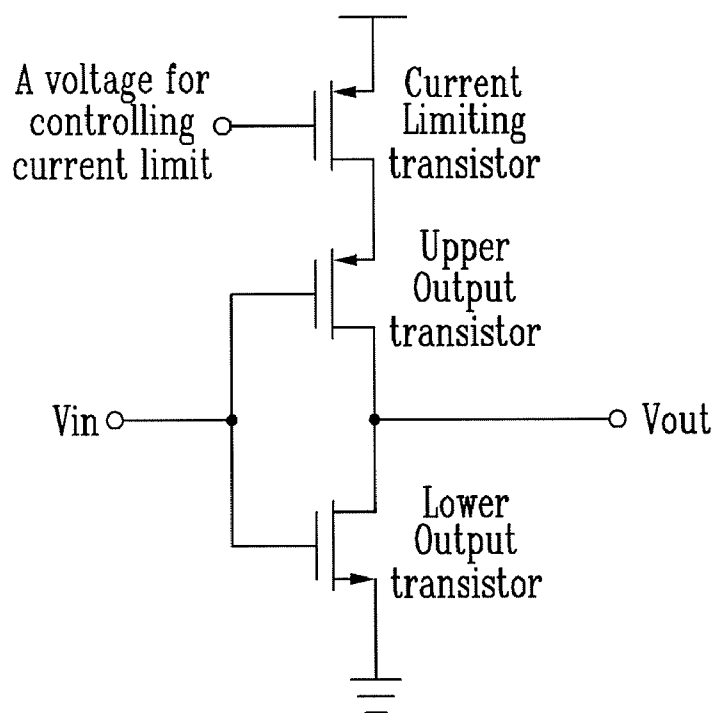 A voltage for
controlling
current limit
Current
Limiting
transistor
Upper
Output
transistor
Vin
Vout
Lower
Output
transistor